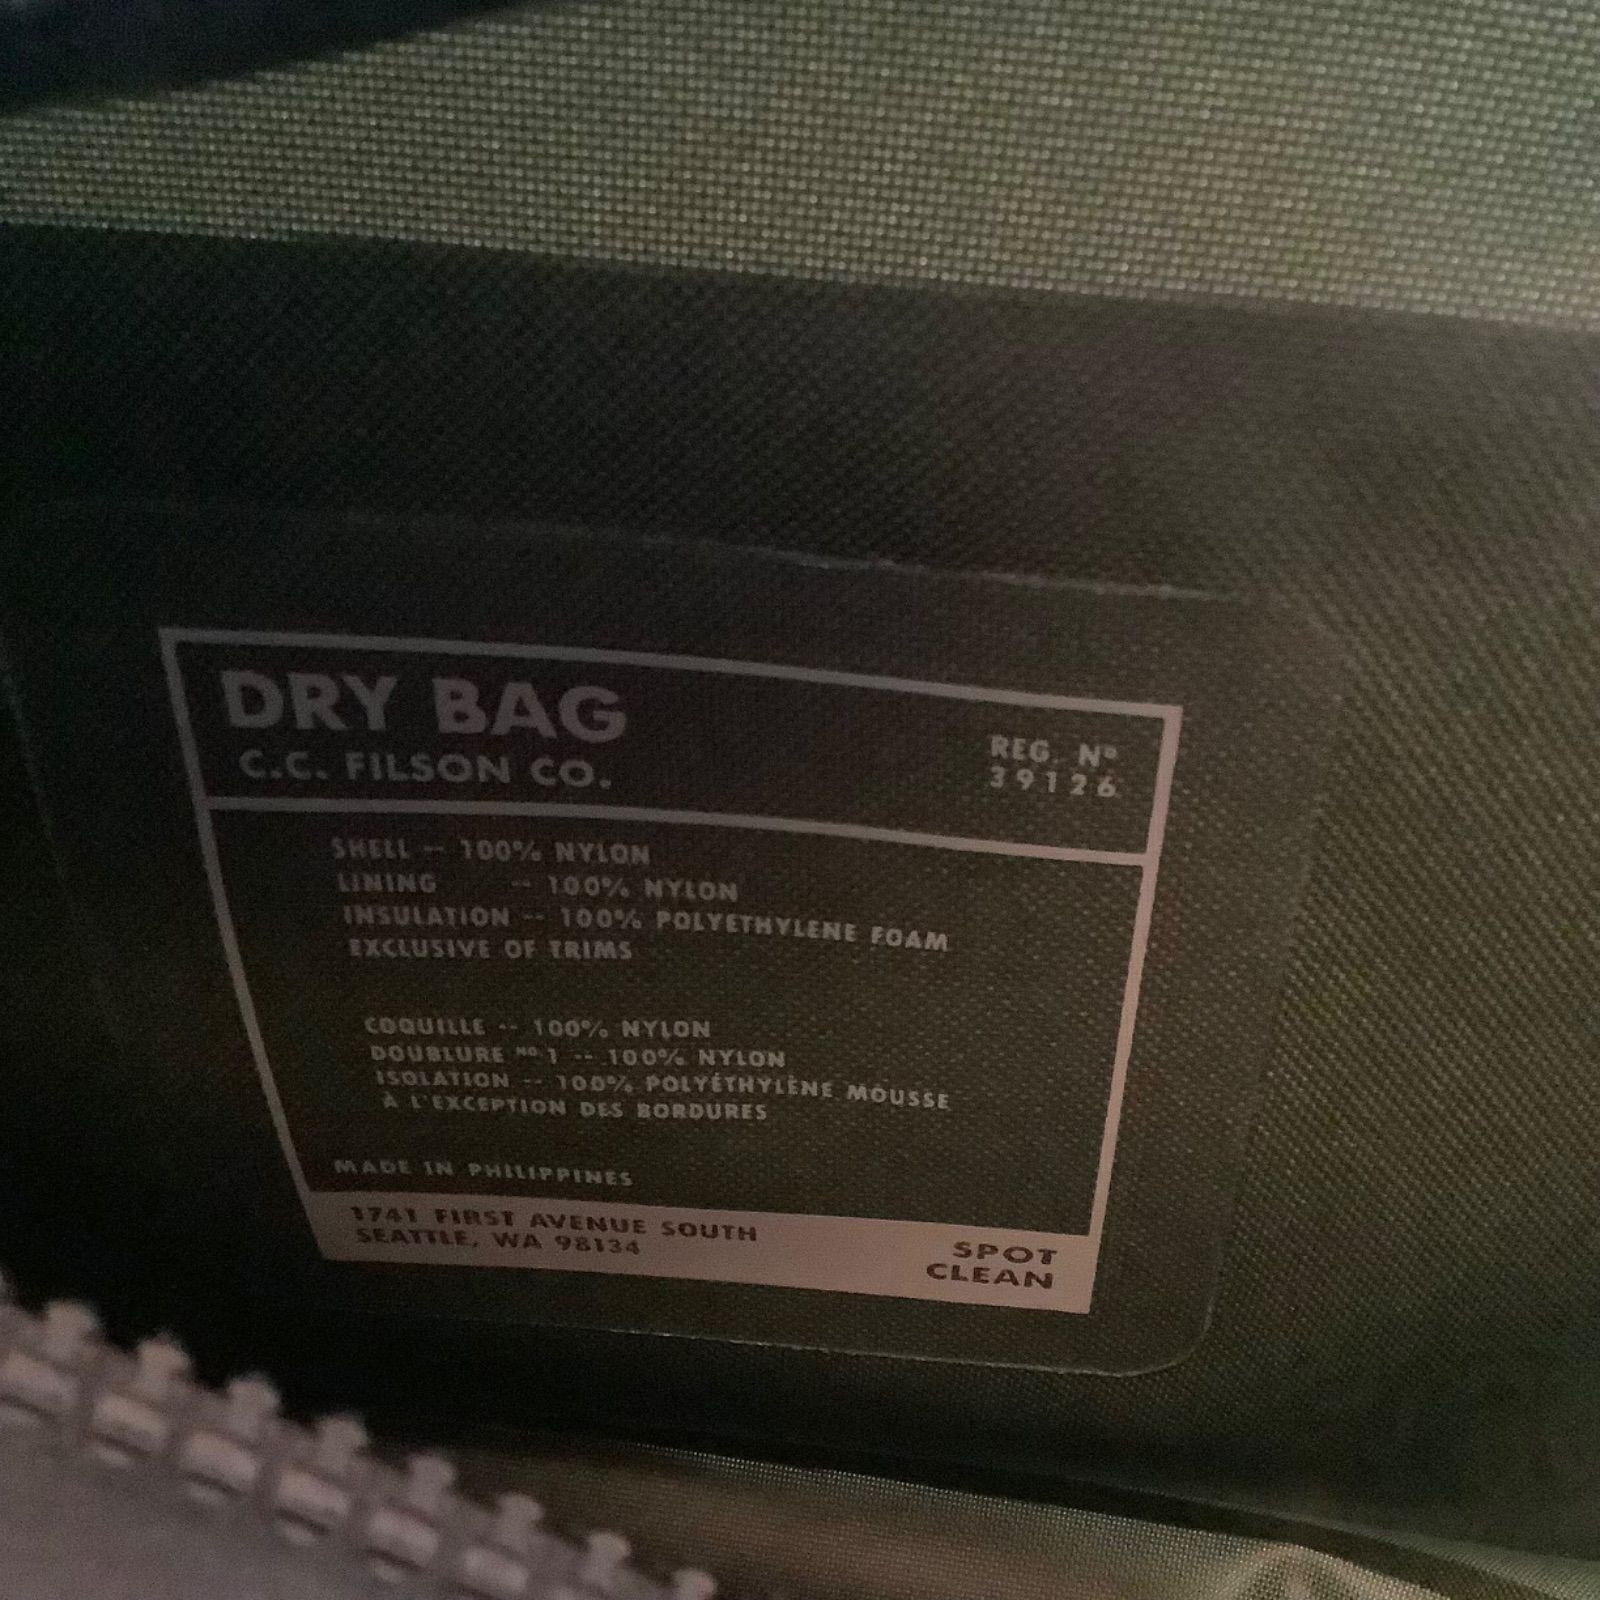 DRY BAG
C.C. FILSON CO.
REG. Nº
39126
SHELL -- 100% NYLON
LINING -- 100% NYLON
INSULATION -- 100% POLYETHYLENE FOAM
EXCLUSIVE OF TRIMS
COQUILLE -- 100% NYLON
DOUBLURE Nº 1 -- 100% NYLON
ISOLATION -- 100% POLYÉTHYLÈNE MOUSSE
À L'EXCEPTION DES BORDURES
MADE IN PHILIPPINES
1741 FIRST AVENUE SOUTH
SEATTLE, WA 98134
SPOT
CLEAN